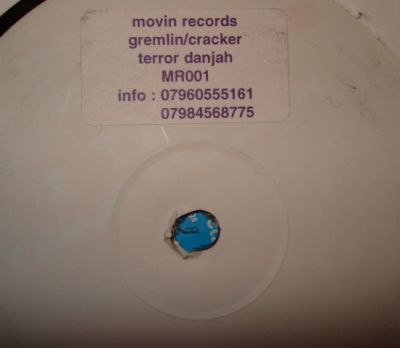 movin records
gremlin/cracker
terror danjah
MR001
info : 07960555161
07984568775